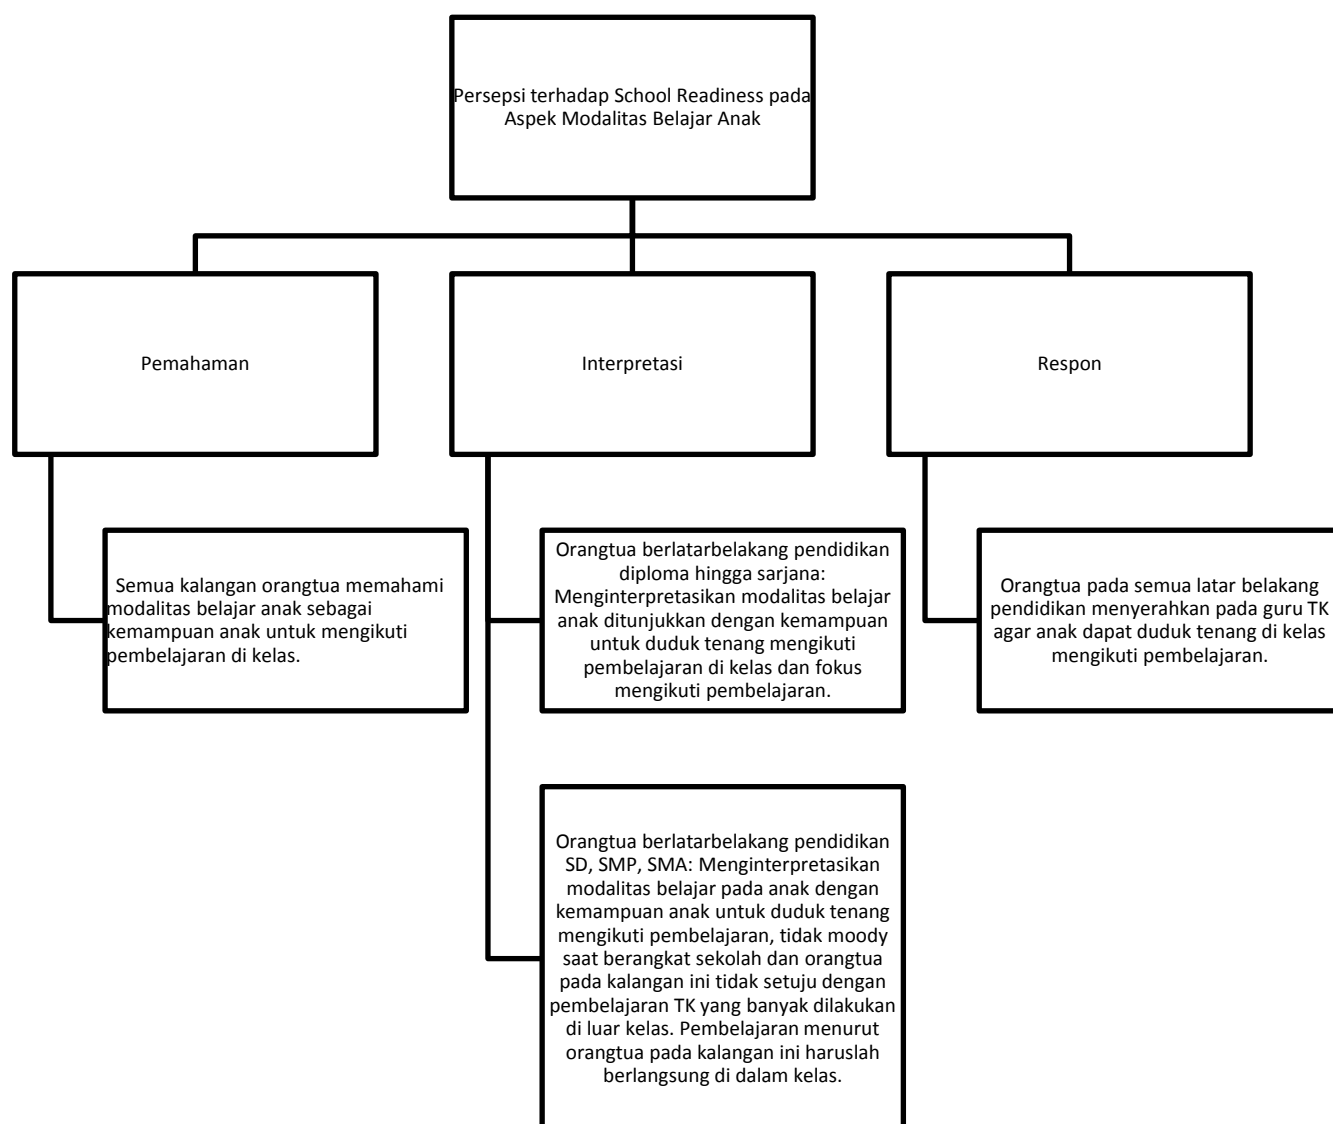 Persepsi terhadap School Readiness pada
Aspek Modalitas Belajar Anak
Pemahaman
Interpretasi
Respon
Semua kalangan orangtua memahami
modalitas belajar anak sebagai
kemampuan anak untuk mengikuti
pembelajaran di kelas.
Orangtua berlatarbelakang pendidikan
diploma hingga sarjana:
Menginterpretasikan modalitas belajar
anak ditunjukkan dengan kemampuan
untuk duduk tenang mengikuti
pembelajaran di kelas dan fokus
mengikuti pembelajaran.
Orangtua pada semua latar belakang
pendidikan menyerahkan pada guru TK
agar anak dapat duduk tenang di kelas
mengikuti pembelajaran.
Orangtua berlatarbelakang pendidikan
SD, SMP, SMA: Menginterpretasikan
modalitas belajar pada anak dengan
kemampuan anak untuk duduk tenang
mengikuti pembelajaran, tidak moody
saat berangkat sekolah dan orangtua
pada kalangan ini tidak setuju dengan
pembelajaran TK yang banyak dilakukan
di luar kelas. Pembelajaran menurut
orangtua pada kalangan ini haruslah
berlangsung di dalam kelas.